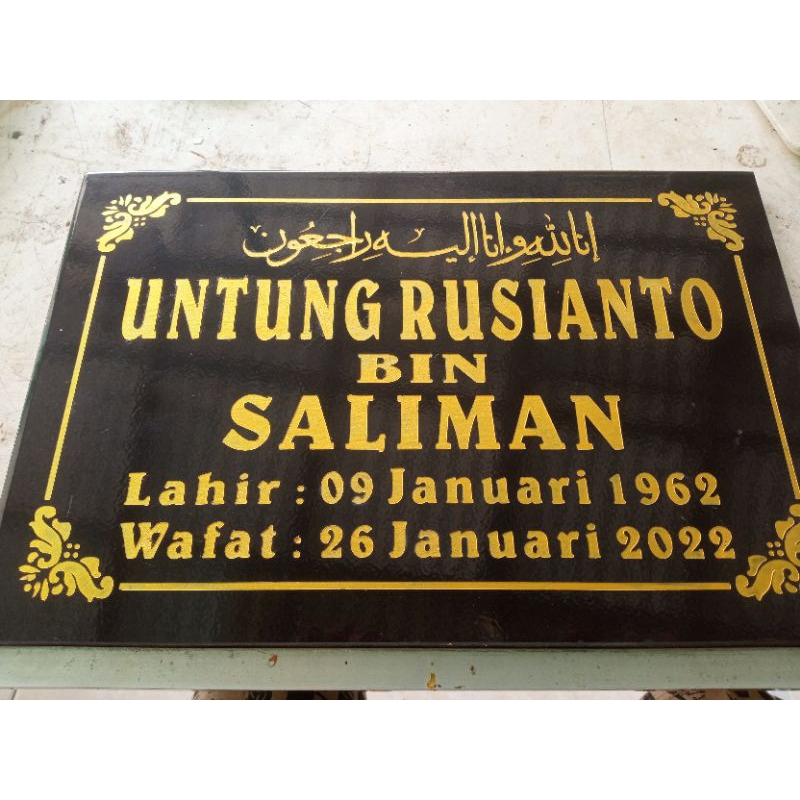 إنا لله وإنا إليه راجعون
UNTUNG RUSIANTO
BIN
SALIMAN
Lahir : 09 Januari 1962
Wafat : 26 Januari 2022